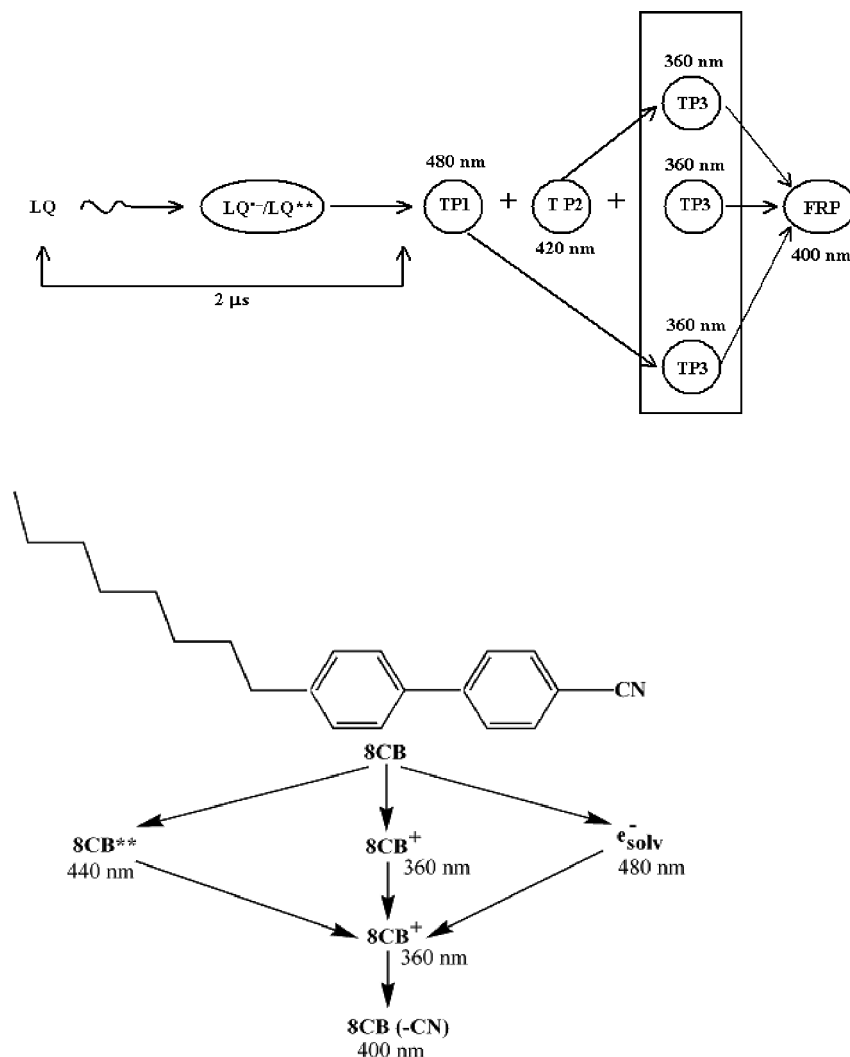 360 nm
TP3
480 nm
360 nm
LQ
LQ•–/LQ**
TP1 + T P2 + TP3
FRP
420 nm
400 nm
2 µs
360 nm
TP3
CN
8CB
8CB**
440 nm
8CB+
360 nm
e-solv
480 nm
8CB+
360 nm
8CB (-CN)
400 nm